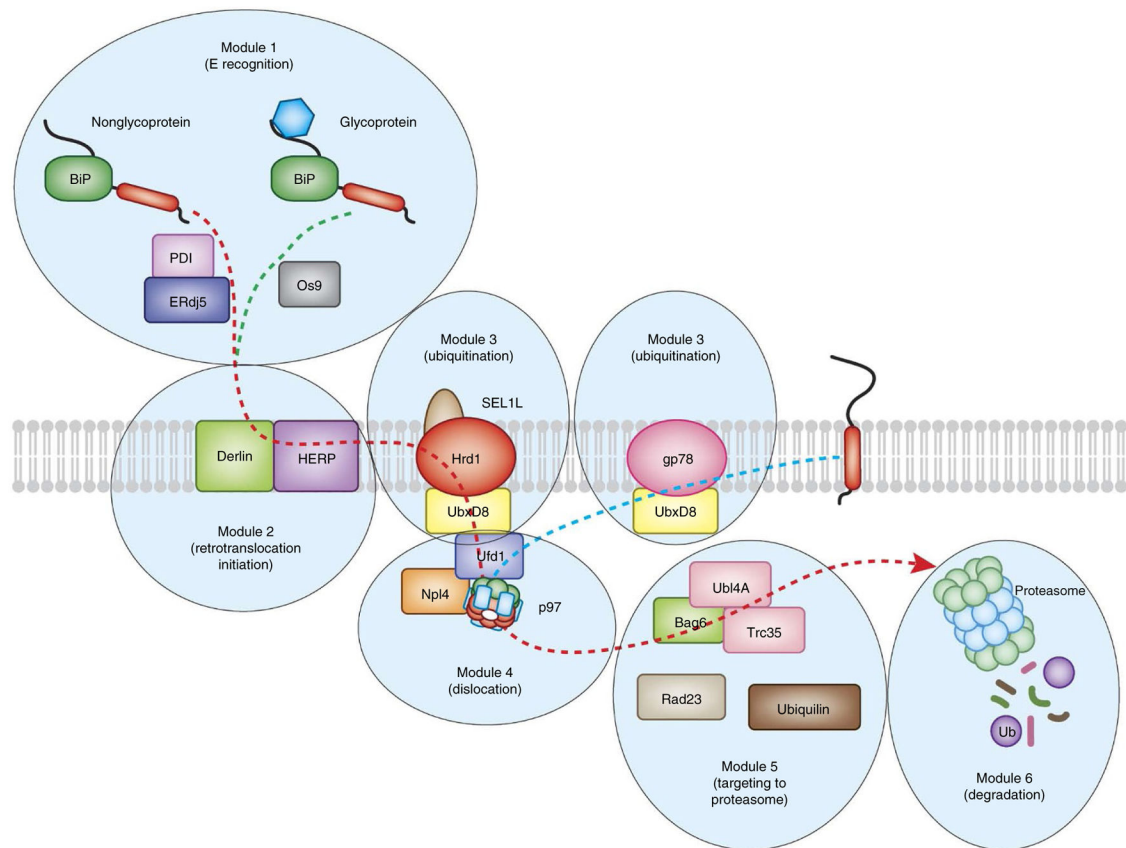 Module 1
(E recognition)
Nonglycoprotein
Glycoprotein
BiP
BiP
PDI
ERdj5
Os9
Module 3
(ubiquitination)
Module 3
(ubiquitination)
SEL1L
Derlin
HERP
Hrd1
gp78
UbxD8
UbxD8
Module 2
(retrotranslocation
initiation)
Ufd1
Npl4
p97
Module 4
(dislocation)
Ubl4A
Bag6
Trc35
Rad23
Ubiquilin
Module 5
(targeting to
proteasome)
Proteasome
Ub
Module 6
(degradation)